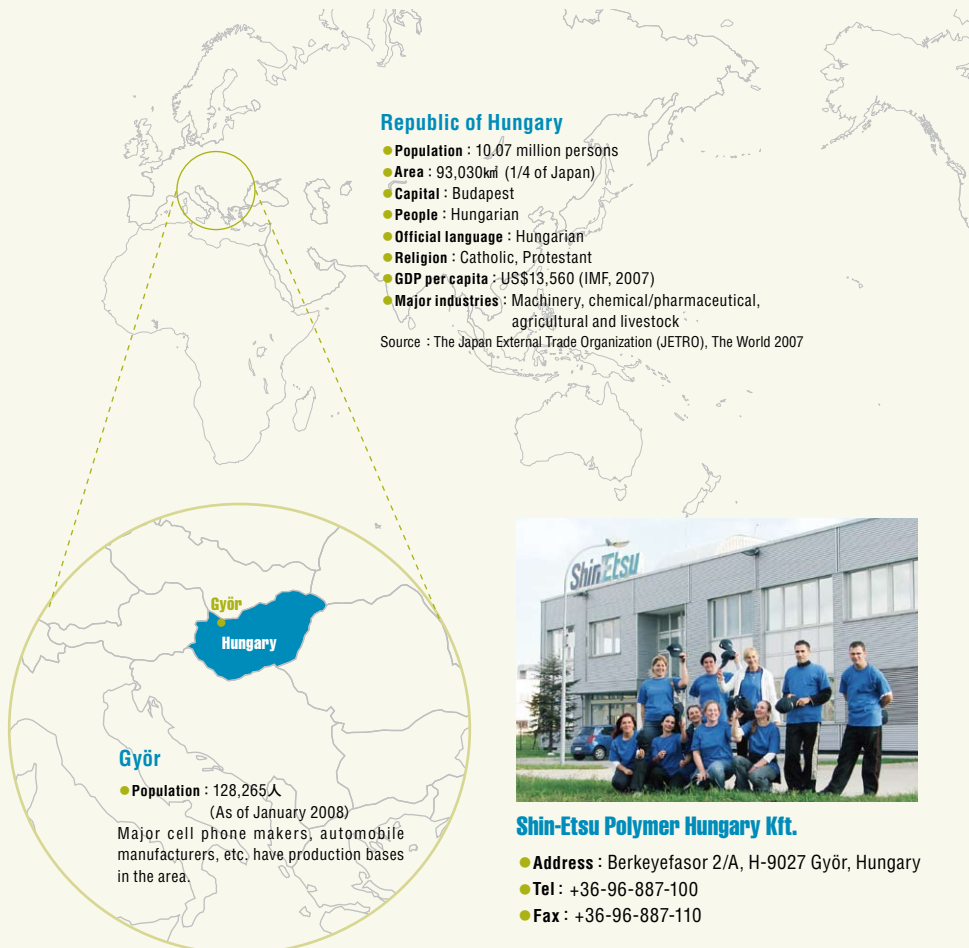 Republic of Hungary
●Population : 10.07 million persons
●Area : 93,030㎢ (1/4 of Japan)
●Capital : Budapest
●People : Hungarian
●Official language : Hungarian
●Religion : Catholic, Protestant
●GDP per capita : US$13,560 (IMF, 2007)
●Major industries : Machinery, chemical/pharmaceutical,
agricultural and livestock
Source : The Japan External Trade Organization (JETRO), The World 2007
Györ
Hungary
Györ
●Population : 128,265人
(As of January 2008)
Major cell phone makers, automobile
manufacturers, etc. have production bases
in the area.
Shin-Etsu
Shin-Etsu Polymer Hungary Kft.
●Address : Berkeyefasor 2/A, H-9027 Györ, Hungary
●Tel : +36-96-887-100
●Fax : +36-96-887-110